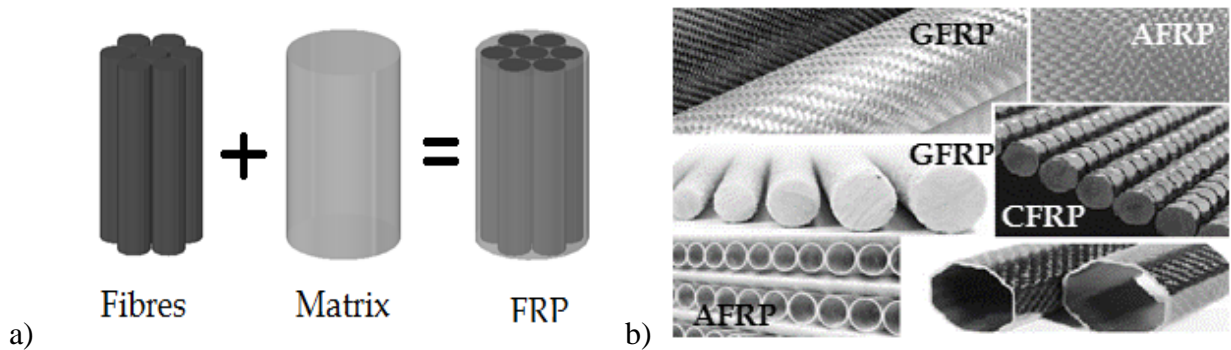 a)
+
=
Fibres
Matrix
FRP
b)
GFRP
AFRP
GFRP
CFRP
AFRP